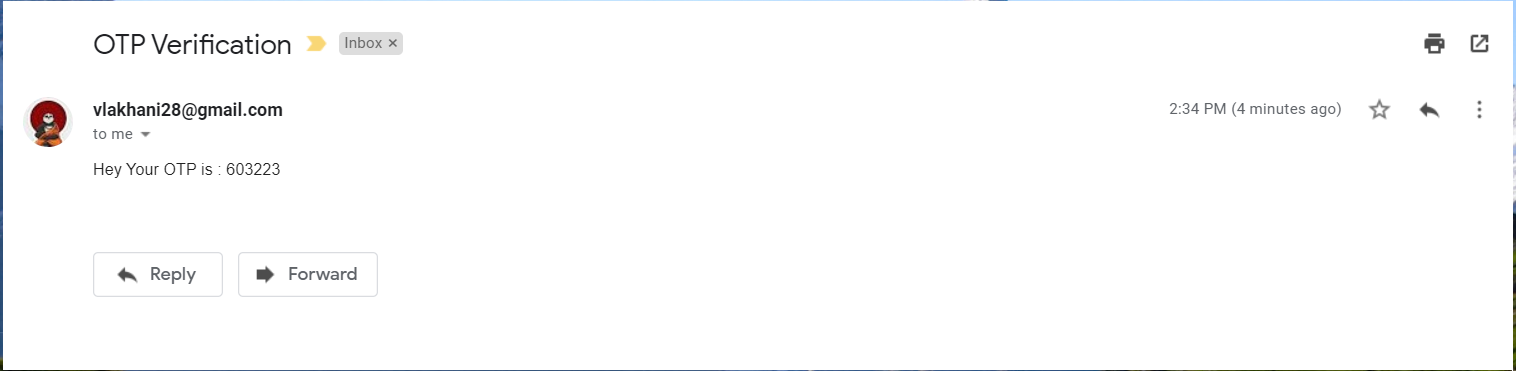 OTP Verification Inbox ×
vlakhani28@gmail.com 2:34 PM (4 minutes ago)
to me
Hey Your OTP is : 603223
Reply Forward